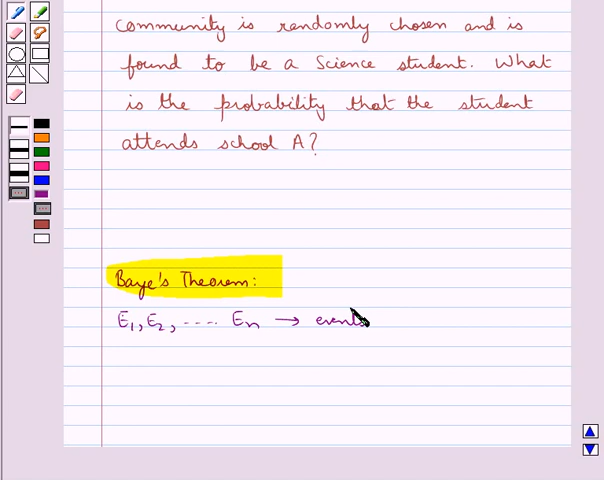 community is randomly chosen and is
found to be a Science student. What
is the probability that the student
attends school A?
Baye's Theorem:
E1, E2, ---- En → events